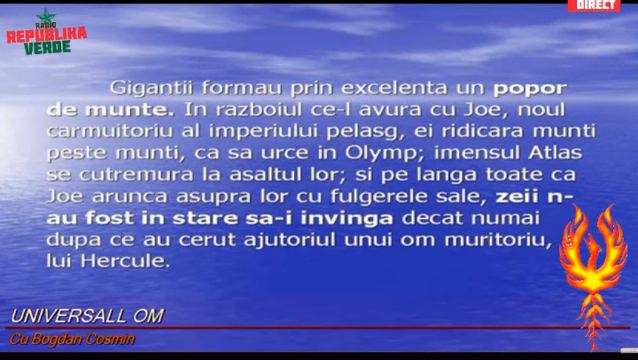 DIRECT
RADIO
REPUBLIKA
VERDE
Gigantii formau prin excelenta un popor
de munte. In razboiul ce-l avura cu Joe, noul
carmuitoriu al imperiului pelasg, ei ridicara munti
peste munti, ca sa urce in Olymp; imensul Atlas
se cutremura la asaltul lor; si pe langa toate ca
Joe arunca asupra lor cu fulgerele sale, zeii n-
au fost in stare sa-i invinga decat numai
dupa ce au cerut ajutoriul unui om muritoriu,
lui Hercule.
UNIVERSALL OM
Cu Bogdan Cosmin